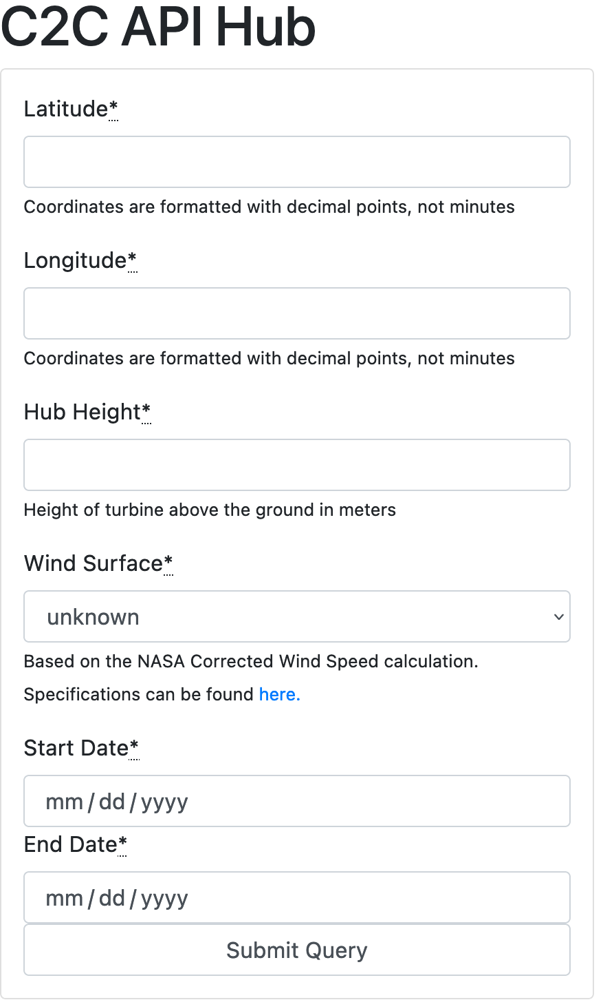 C2C API Hub
Latitude*
Coordinates are formatted with decimal points, not minutes
Longitude*
Coordinates are formatted with decimal points, not minutes
Hub Height*
Height of turbine above the ground in meters
Wind Surface*
unknown
Based on the NASA Corrected Wind Speed calculation.
Specifications can be found here.
Start Date*
mm/dd/yyyy
End Date*
mm/dd/yyyy
Submit Query